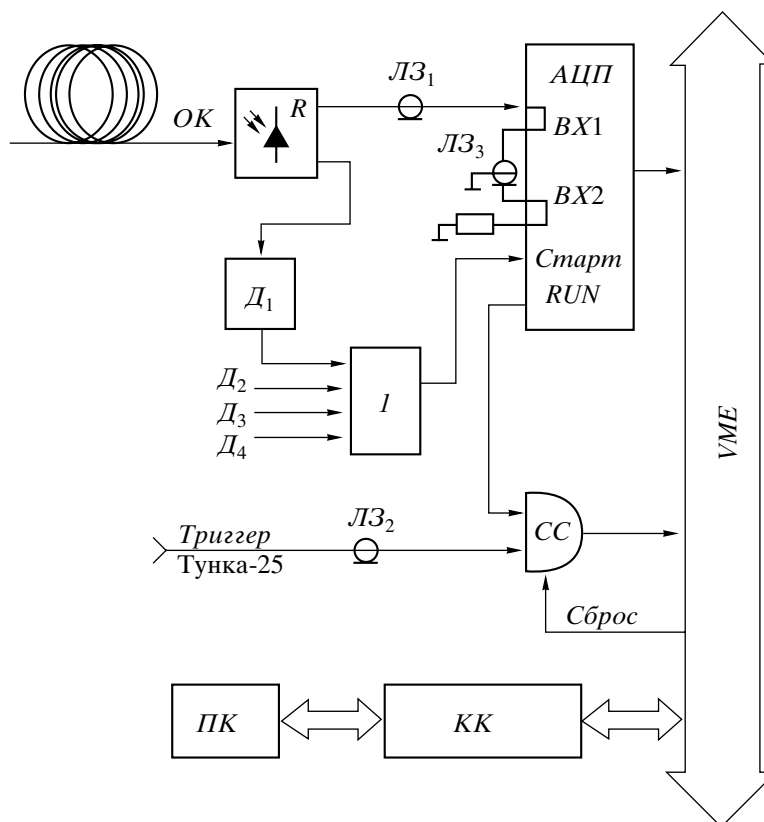 АЦП
ЛЗ1
R
ОК
ВХ1
ЛЗ3
ВХ2
Старт
RUN
Д1
Д2
Д3
Д4
1
VME
ЛЗ2
Триггер
Тунка-25
СС
Сброс
ПК
КК